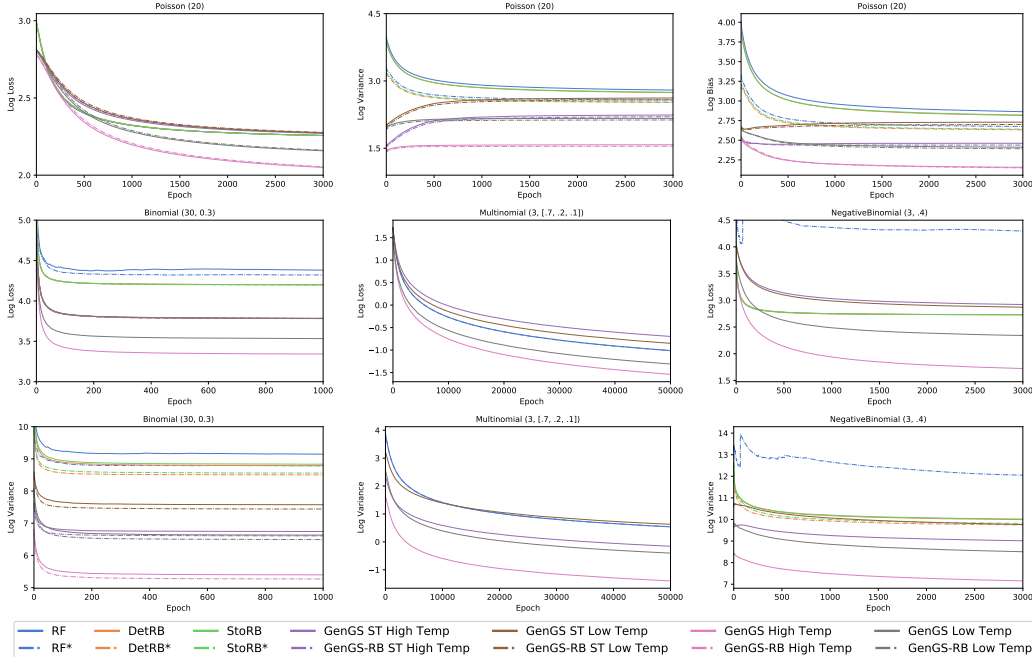 Poisson (20)
3.0
2.5
2.0
Log Loss
0 500 1000 1500 2000 2500 3000
Epoch
Poisson (20)
4.5
3.0
1.5
Log Variance
0 500 1000 1500 2000 2500 3000
Epoch
Poisson (20)
4.00
3.75
3.50
3.25
3.00
2.75
2.50
2.25
Log Bias
0 500 1000 1500 2000 2500 3000
Epoch
Binomial (30, 0.3)
5.0
4.5
4.0
3.5
3.0
Log Loss
0 200 400 600 800 1000
Epoch
Multinomial (3, [.7, .2, .1])
1.5
1.0
0.5
0.0
−0.5
−1.0
−1.5
Log Loss
0 10000 20000 30000 40000 50000
Epoch
NegativeBinomial (3, .4)
4.5
4.0
3.5
3.0
2.5
2.0
1.5
Log Loss
0 500 1000 1500 2000 2500 3000
Epoch
Binomial (30, 0.3)
10
9
8
7
6
5
Log Variance
0 200 400 600 800 1000
Epoch
Multinomial (3, [.7, .2, .1])
4
3
2
1
0
−1
Log Variance
0 10000 20000 30000 40000 50000
Epoch
NegativeBinomial (3, .4)
14
13
12
11
10
9
8
7
Log Variance
0 500 1000 1500 2000 2500 3000
Epoch
RF DetRB StoRB GenGS ST High Temp GenGS ST Low Temp GenGS High Temp GenGS Low Temp
RF* DetRB* StoRB* GenGS-RB ST High Temp GenGS-RB ST Low Temp GenGS-RB High Temp GenGS-RB Low Temp